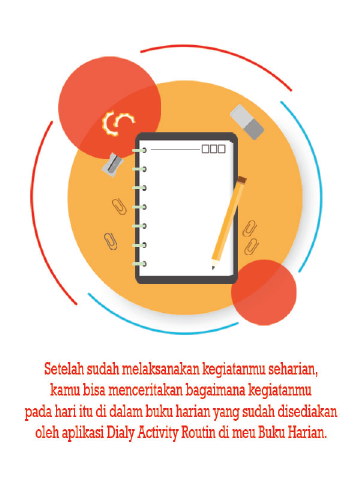 Setelah sudah melaksanakan kegiatanmu seharian,
kamu bisa menceritakan bagaimana kegiatanmu
pada hari itu di dalam buku harian yang sudah disediakan
oleh aplikasi Dialy Activity Routin di meu Buku Harian.